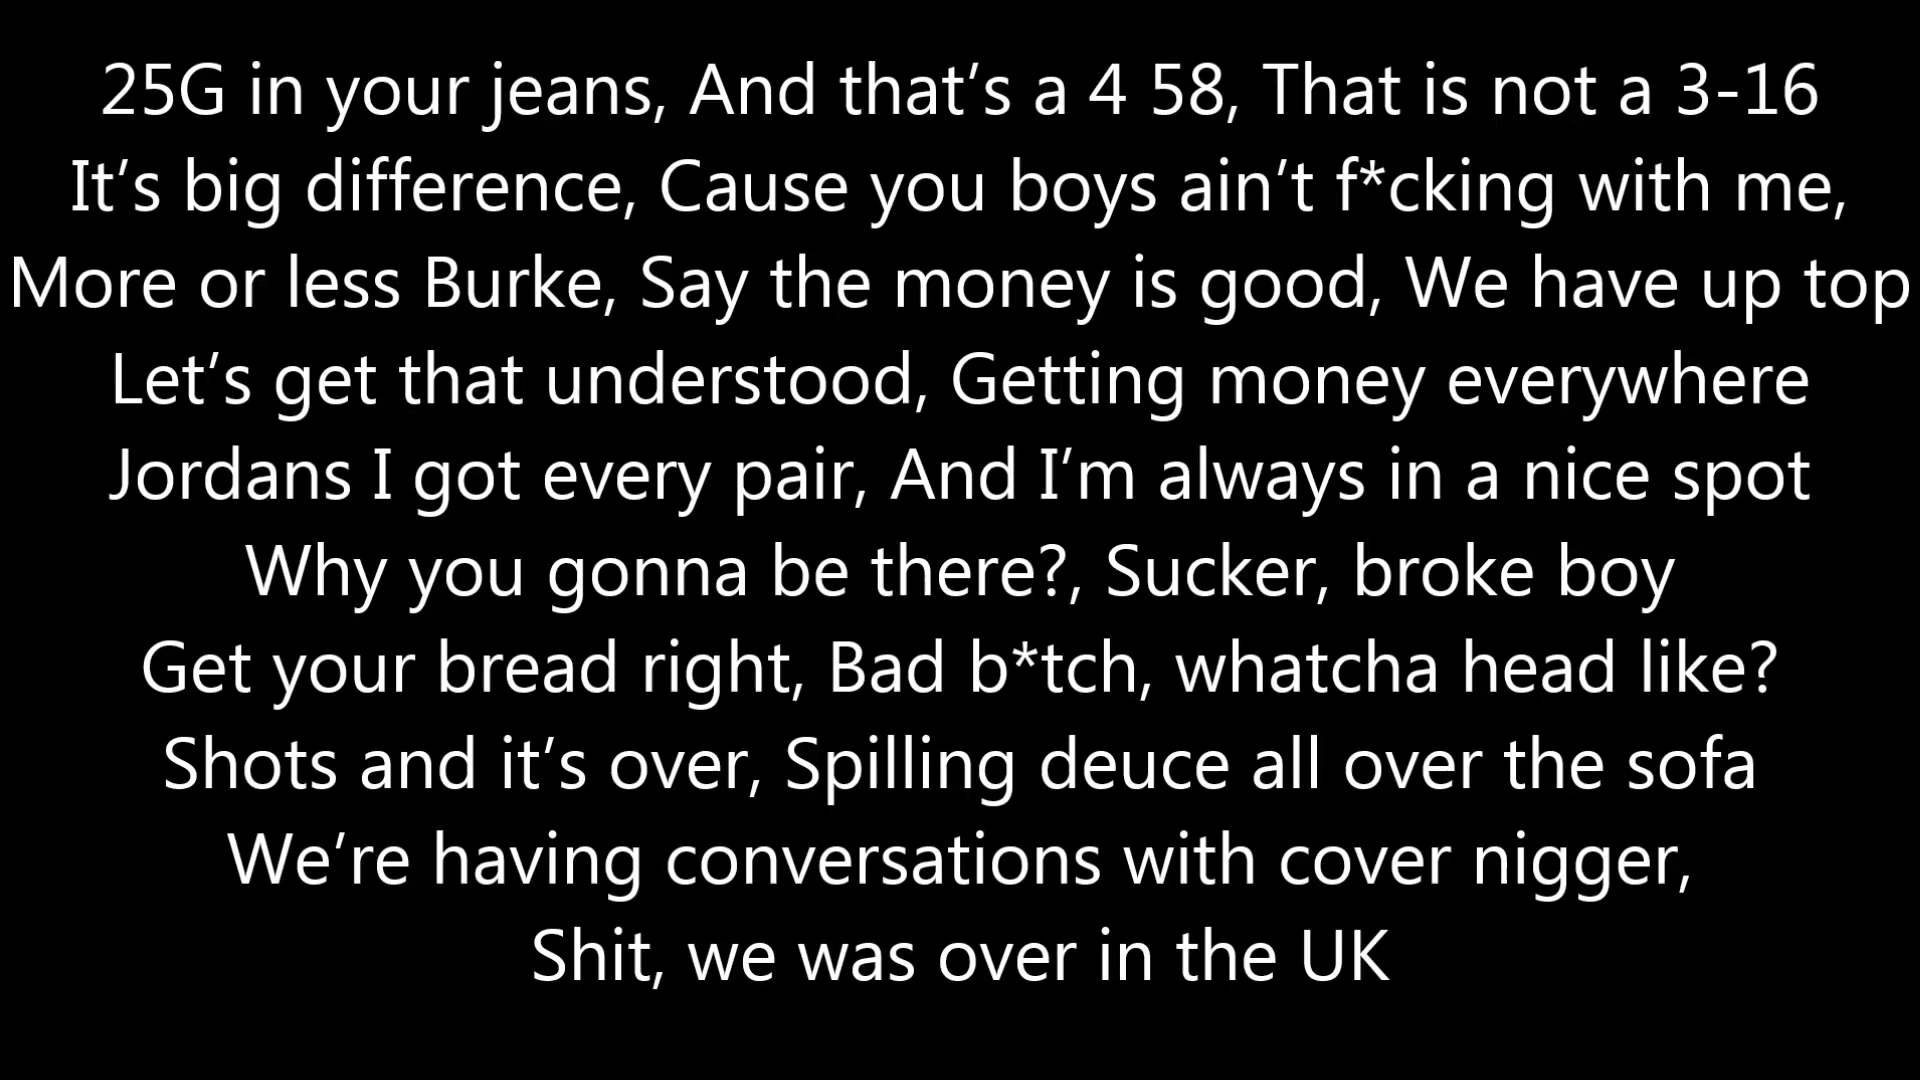 25G in your jeans, And that's a 4 58, That is not a 3-16
It's big difference, Cause you boys ain't f*cking with me,
More or less Burke, Say the money is good, We have up top
Let's get that understood, Getting money everywhere
Jordans I got every pair, And I'm always in a nice spot
Why you gonna be there?, Sucker, broke boy
Get your bread right, Bad b*tch, whatcha head like?
Shots and it's over, Spilling deuce all over the sofa
We're having conversations with cover nigger,
Shit, we was over in the UK